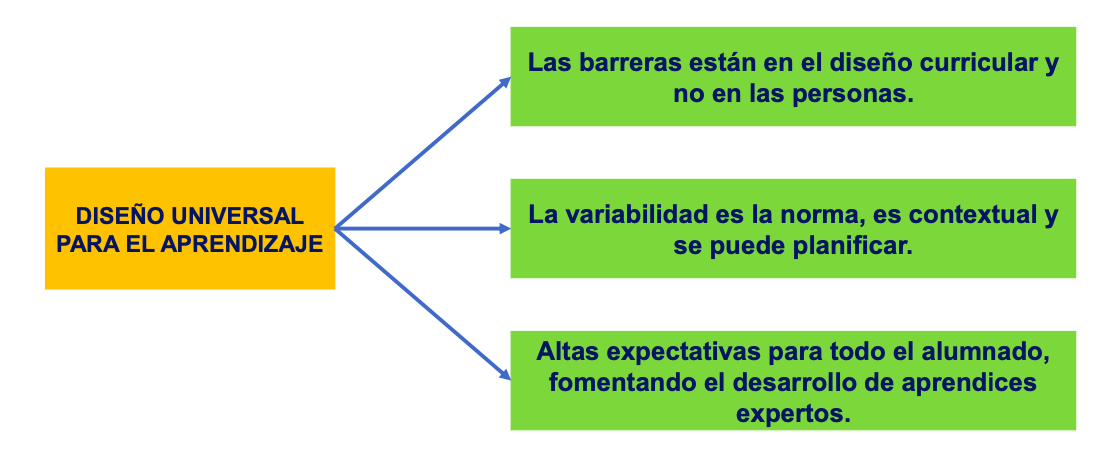 DISEÑO UNIVERSAL
PARA EL APRENDIZAJE
Las barreras están en el diseño curricular y
no en las personas.
La variabilidad es la norma, es contextual y
se puede planificar.
Altas expectativas para todo el alumnado,
fomentando el desarrollo de aprendices
expertos.